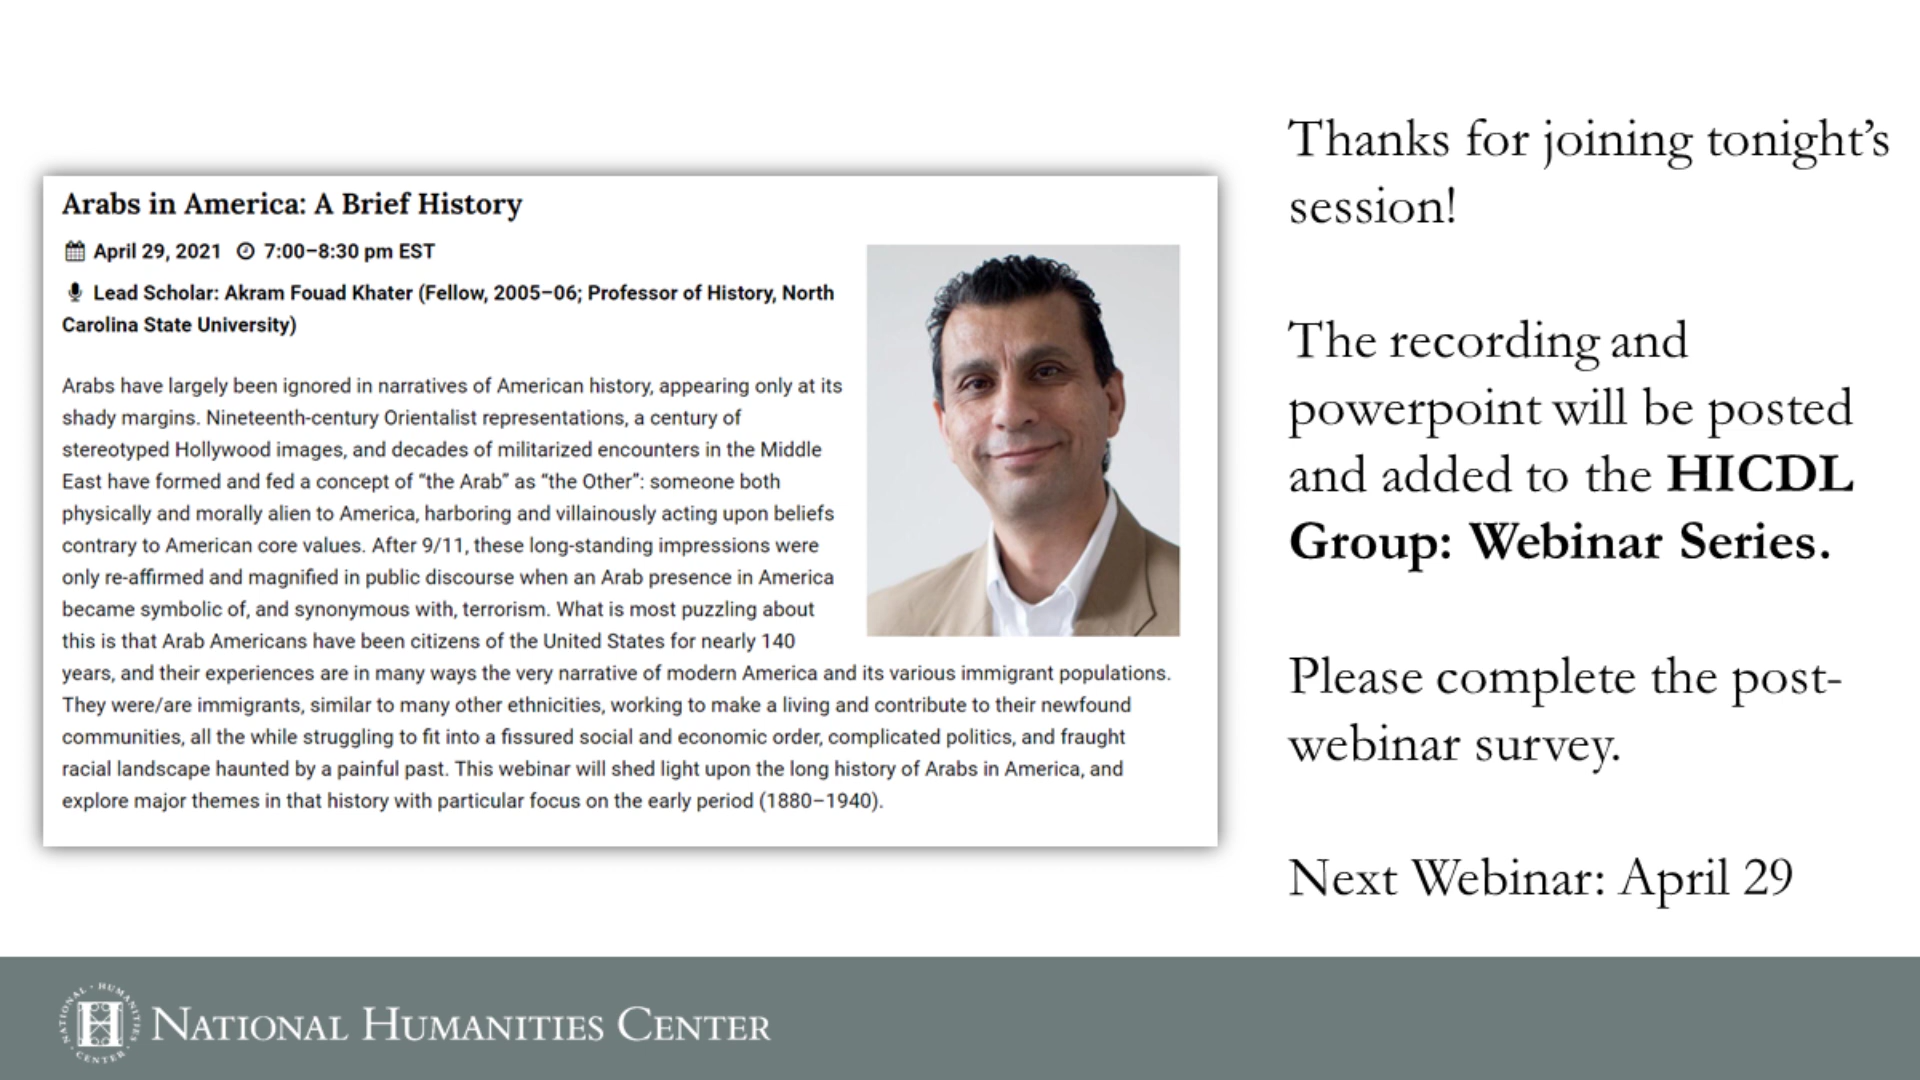 Arabs in America: A Brief History
April 29, 2021 7:00–8:30 pm EST
Lead Scholar: Akram Fouad Khater (Fellow, 2005–06; Professor of History, North
Carolina State University)
Arabs have largely been ignored in narratives of American history, appearing only at its
shady margins. Nineteenth-century Orientalist representations, a century of
stereotyped Hollywood images, and decades of militarized encounters in the Middle
East have formed and fed a concept of “the Arab” as “the Other”: someone both
physically and morally alien to America, harboring and villainously acting upon beliefs
contrary to American core values. After 9/11, these long-standing impressions were
only re-affirmed and magnified in public discourse when an Arab presence in America
became symbolic of, and synonymous with, terrorism. What is most puzzling about
this is that Arab Americans have been citizens of the United States for nearly 140
years, and their experiences are in many ways the very narrative of modern America and its various immigrant populations.
They were/are immigrants, similar to many other ethnicities, working to make a living and contribute to their newfound
communities, all the while struggling to fit into a fissured social and economic order, complicated politics, and fraught
racial landscape haunted by a painful past. This webinar will shed light upon the long history of Arabs in America, and
explore major themes in that history with particular focus on the early period (1880–1940).
Thanks for joining tonight’s
session!
The recording and
powerpoint will be posted
and added to the HICDL
Group: Webinar Series.
Please complete the post-
webinar survey.
Next Webinar: April 29
NATIONAL · HUMANITIES · CENTER ·
H
NATIONAL HUMANITIES CENTER